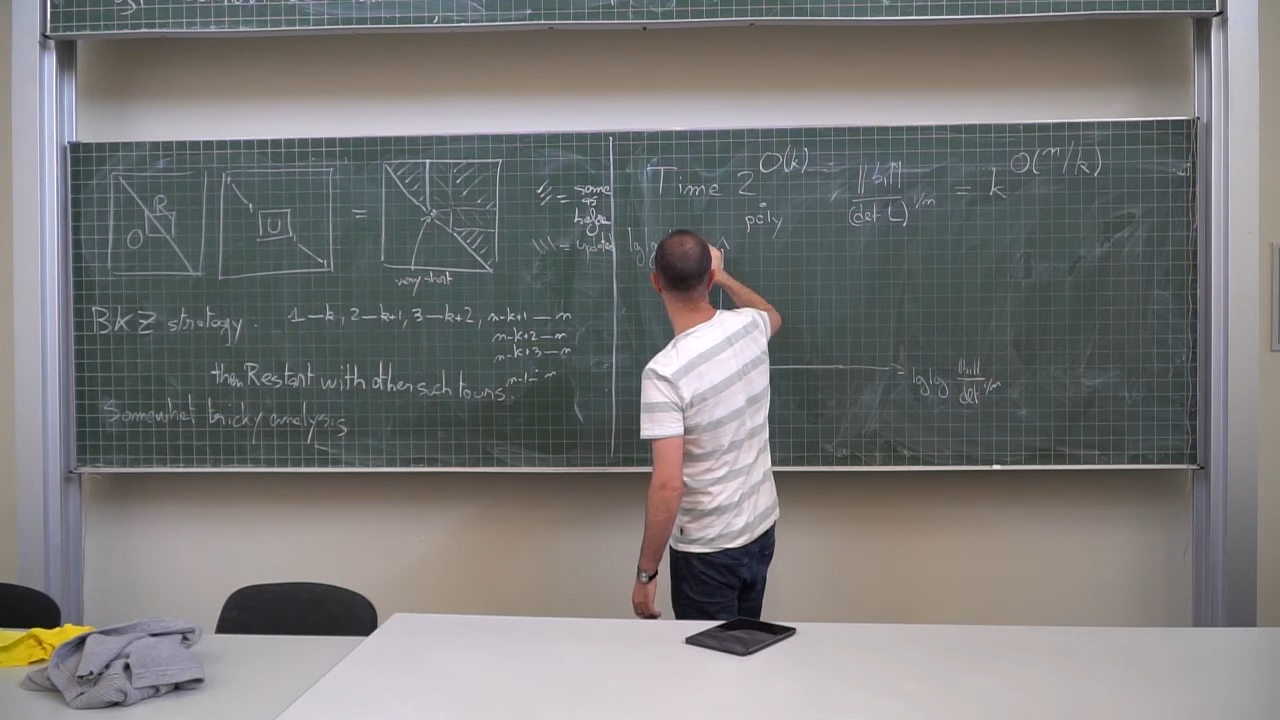 R
O
U
=
very short
/// = same as before
\\\ = updated
BKZ strategy. 1—k, 2—k+1, 3—k+2, n-k+1—n
n-k+2—n
n-k+3—n
n-1—n
then Restart with other such tours.
Somewhat tricky analysis
Time 2^{O(k)} poly
‖b₁‖ / (det L)^{1/n} = k^{O(n/k)}
lglg
lglg ‖b₁‖ / det^{1/n}